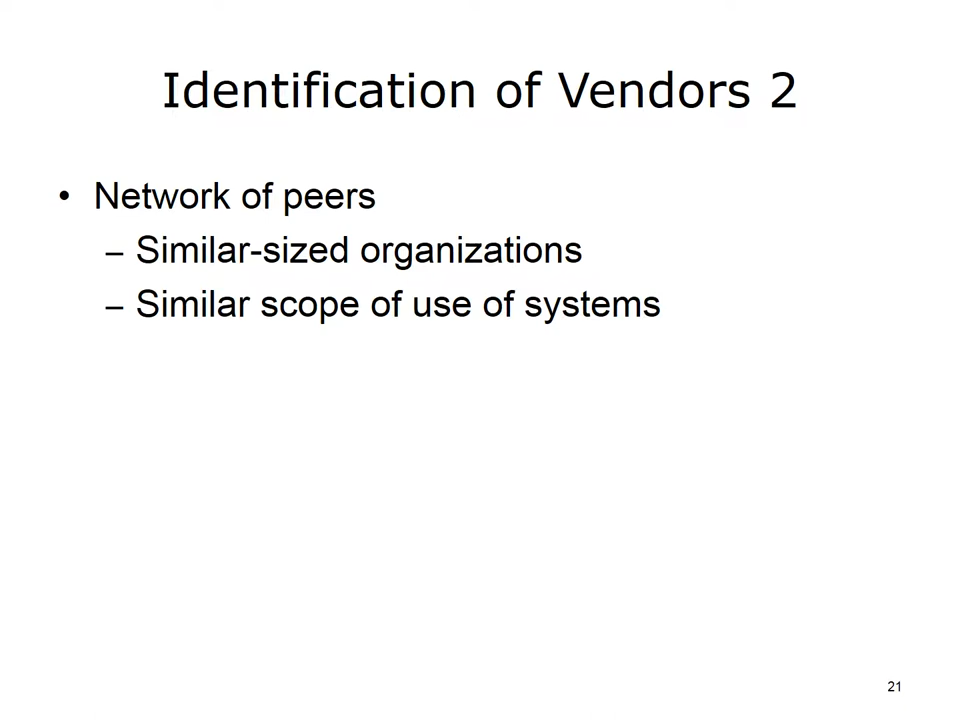 Identification of Vendors 2
• Network of peers
– Similar-sized organizations
– Similar scope of use of systems
21